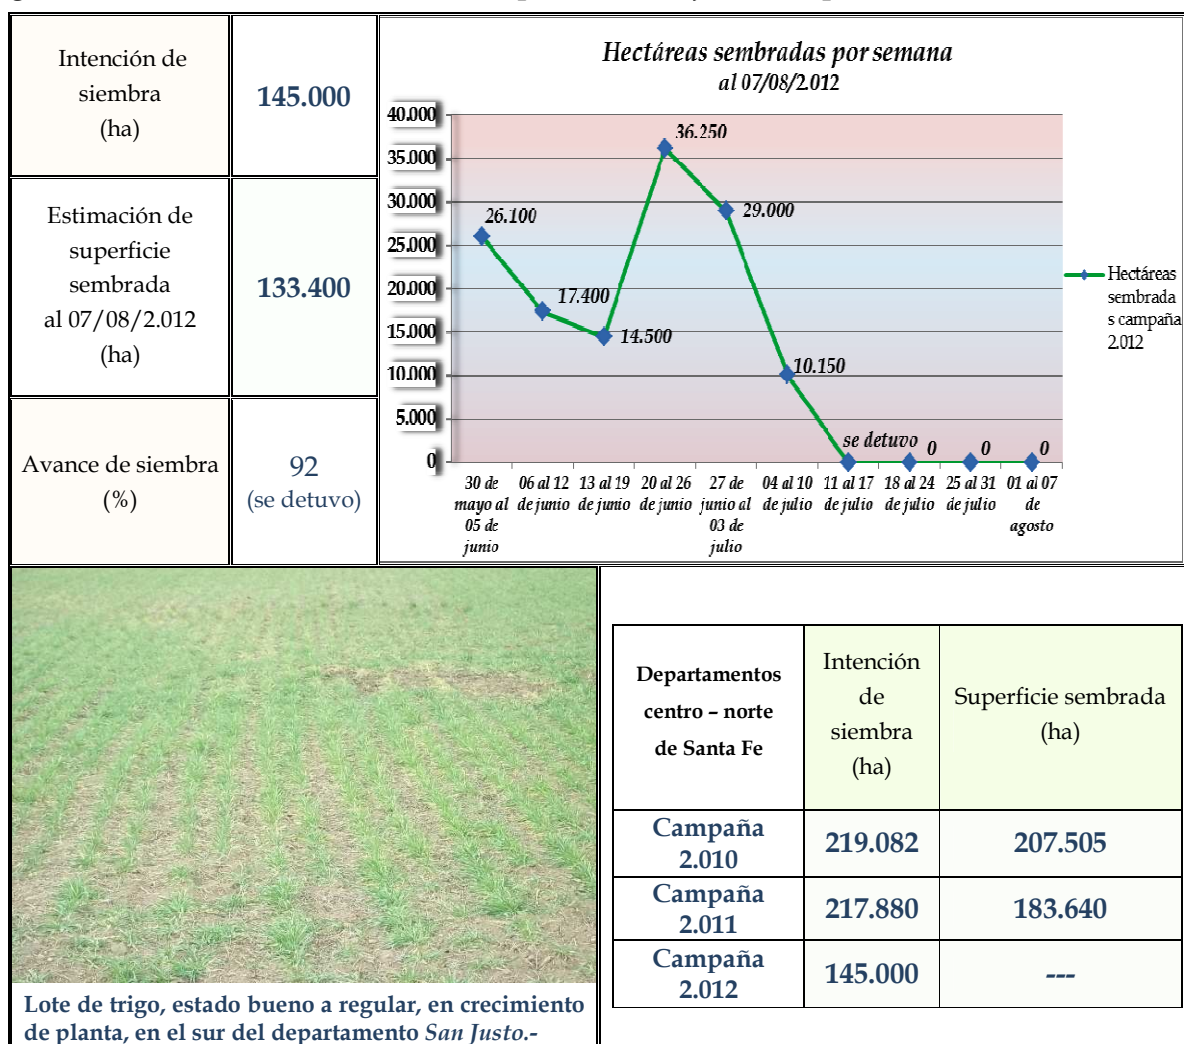 Intención de
siembra
(ha)
145.000
Estimación de
superficie
sembrada
al 07/08/2.012
(ha)
133.400
Avance de siembra
(%)
92
(se detuvo)
Hectáreas sembradas por semana
al 07/08/2.012
40.000
35.000
30.000
25.000
20.000
15.000
10.000
5.000
0
26.100
17.400
14.500
36.250
29.000
10.150
se detuvo
0
0
0
30 de
mayo al
05 de
junio
06 al 12
de junio
13 al 19
de junio
20 al 26
de junio
27 de
junio al
03 de
julio
04 al 10
de julio
11 al 17
de julio
18 al 24
de julio
25 al 31
de julio
01 al 07
de
agosto
Hectáreas
sembrada
s campaña
2.012
Lote de trigo, estado bueno a regular, en crecimiento
de planta, en el sur del departamento San Justo.-
Departamentos
centro – norte
de Santa Fe
Intención
de
siembra
(ha)
Superficie sembrada
(ha)
Campaña
2.010
219.082
207.505
Campaña
2.011
217.880
183.640
Campaña
2.012
145.000
---